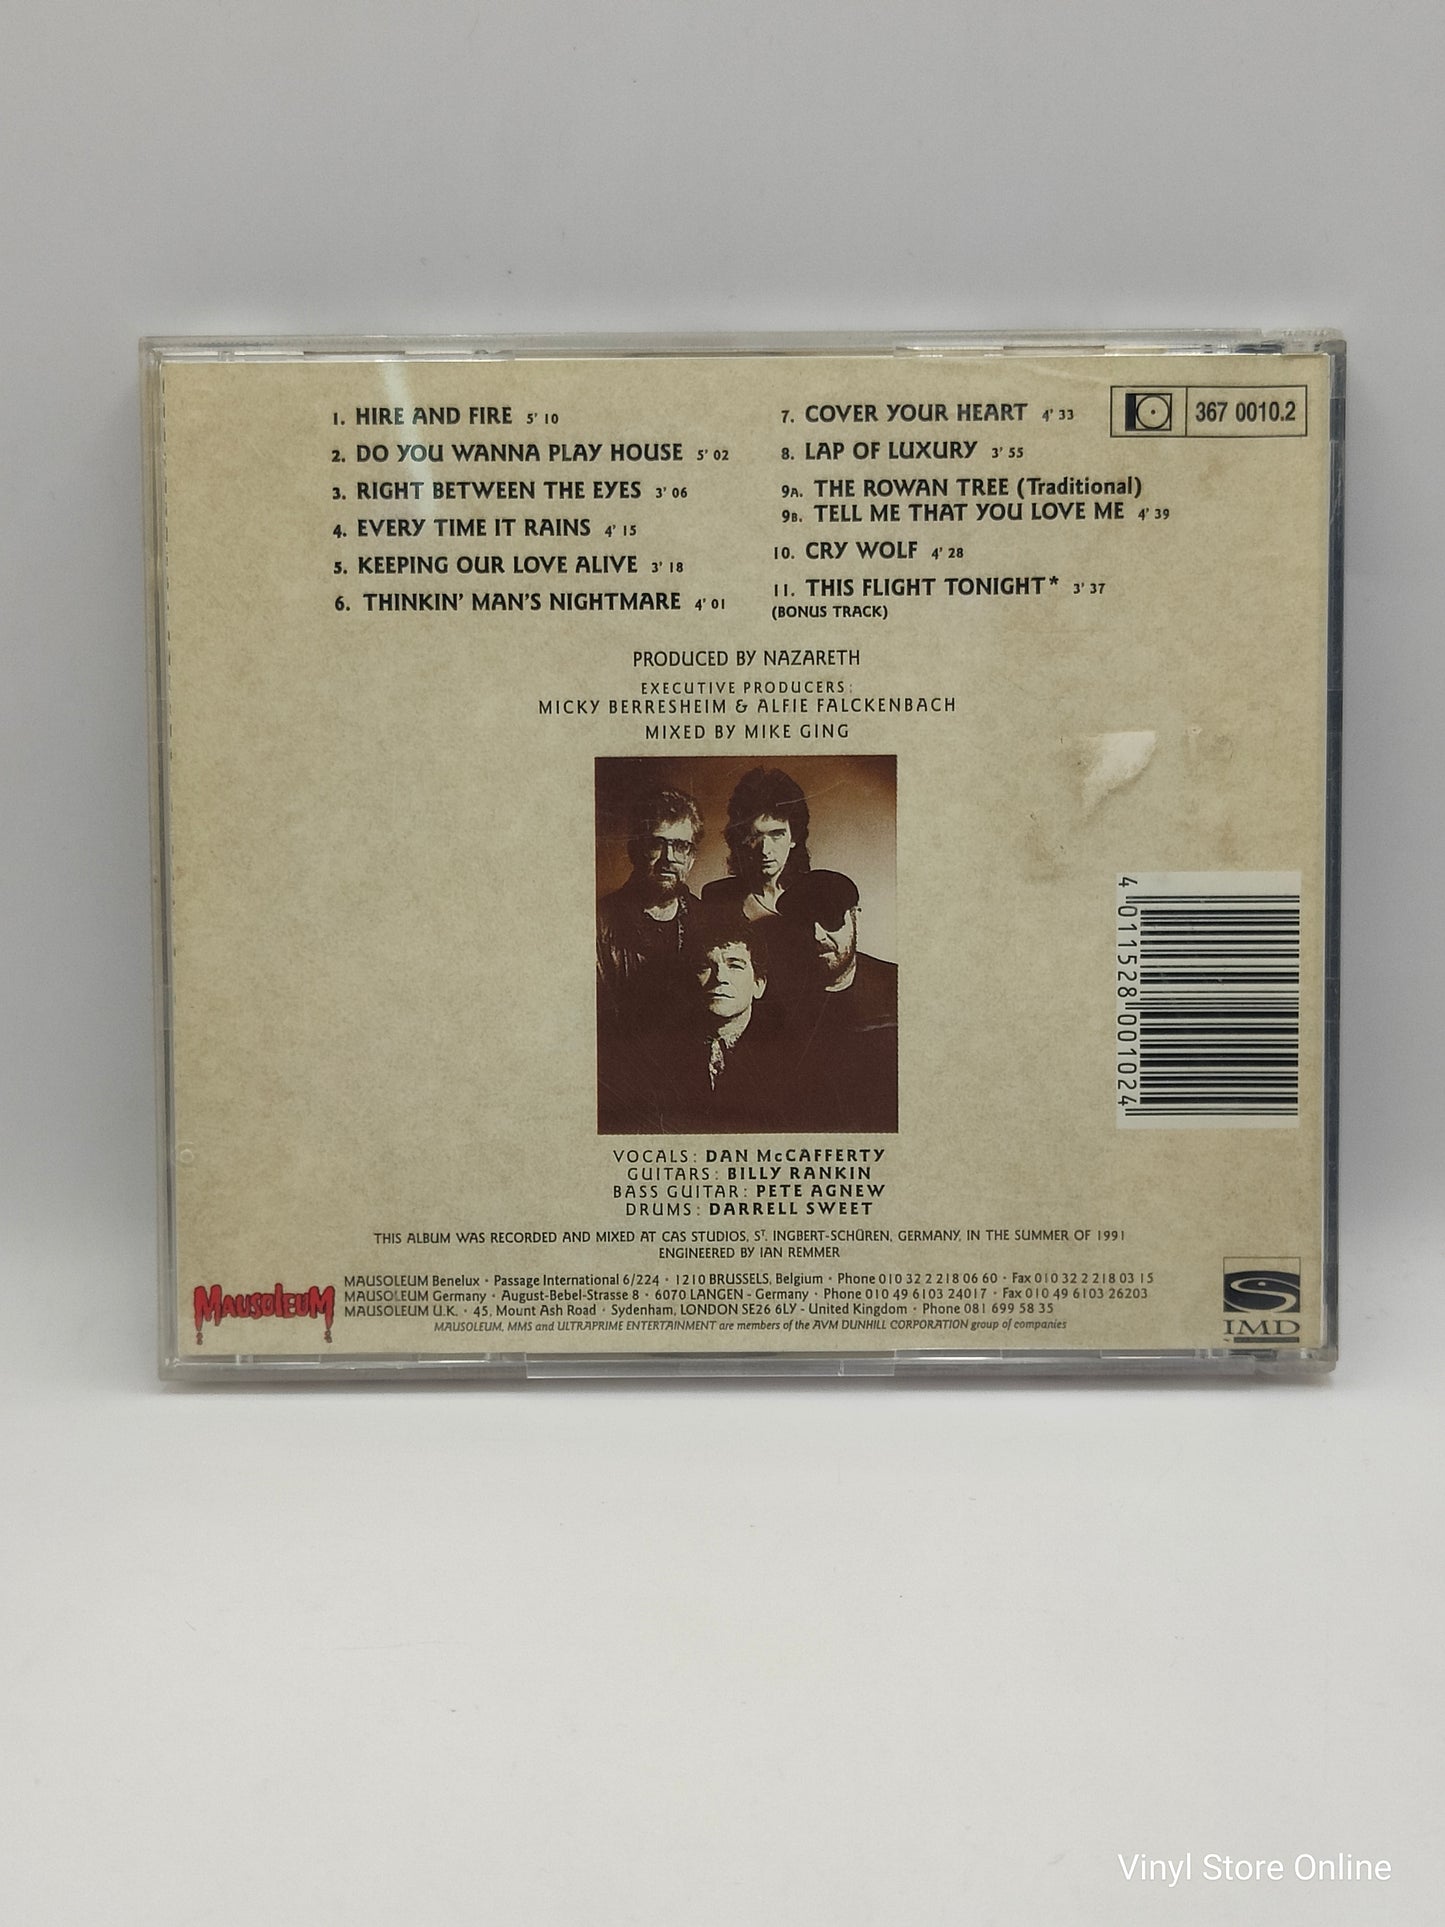 1. HIRE AND FIRE 5' 10
2. DO YOU WANNA PLAY HOUSE 5' 02
3. RIGHT BETWEEN THE EYES 3' 06
4. EVERY TIME IT RAINS 4' 15
5. KEEPING OUR LOVE ALIVE 3' 18
6. THINKIN' MAN'S NIGHTMARE 4' 01
7. COVER YOUR HEART 4' 33
8. LAP OF LUXURY 3' 55
9A. THE ROWAN TREE (Traditional)
9B. TELL ME THAT YOU LOVE ME 4' 39
10. CRY WOLF 4' 28
11. THIS FLIGHT TONIGHT* 3' 37
(BONUS TRACK)
367 0010.2
PRODUCED BY NAZARETH
EXECUTIVE PRODUCERS:
MICKY BERRESHEIM & ALFIE FALCKENBACH
MIXED BY MIKE GING
4 011528 001024
VOCALS: DAN McCAFFERTY
GUITARS: BILLY RANKIN
BASS GUITAR: PETE AGNEW
DRUMS: DARRELL SWEET
THIS ALBUM WAS RECORDED AND MIXED AT CAS STUDIOS, ST. INGBERT-SCHÜREN, GERMANY, IN THE SUMMER OF 1991
ENGINEERED BY IAN REMMER
MAUSOLEUM
MAUSOLEUM Benelux • Passage International 6/224 • 1210 BRUSSELS, Belgium • Phone 010 32 2 218 06 60 • Fax 010 32 2 218 03 15
MAUSOLEUM Germany • August-Bebel-Strasse 8 • 6070 LANGEN - Germany • Phone 010 49 6103 24017 • Fax 010 49 6103 26203
MAUSOLEUM U.K. • 45, Mount Ash Road • Sydenham, LONDON SE26 6LY - United Kingdom • Phone 081 699 58 35
MAUSOLEUM, MMS and ULTRAPRIME ENTERTAINMENT are members of the AVM DUNHILL CORPORATION group of companies
IMD
Vinyl Store Online